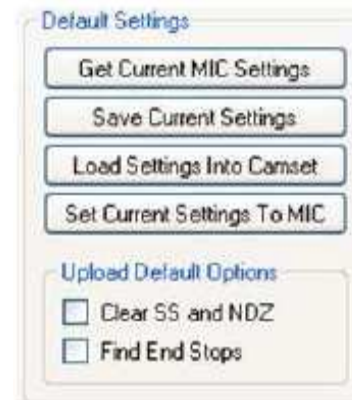 Default Settings
Get Current MIC Settings
Save Current Settings
Load Settings Into Camset
Set Current Settings To MIC
Upload Default Options
Clear SS and NDZ
Find End Stops